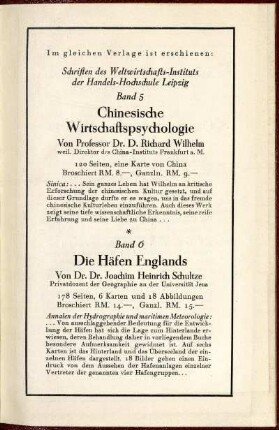 Im gleichen Verlage ist erschienen:
Schriften des Weltwirtschafts-Instituts
der Handels-Hochschule Leipzig
Band 5
Chinesische
Wirtschaftspsychologie
Von Professor Dr. D. Richard Wilhelm
weil. Direktor des China-Instituts Frankfurt a. M.
120 Seiten, eine Karte von China
Broschiert RM. 8.—, Ganzln. RM. 9.—
Sinica: ... Sein ganzes Leben hat Wilhelm an kritische
Erforschung der chinesischen Kultur gesetzt, und auf
dieser Grundlage durfte er es wagen, uns in das fremde
chinesische Kulturleben einzuführen. Auch dieses Werk
zeigt seine tiefe wissenschaftliche Erkenntnis, seine reife
Erfahrung und seine Liebe zu China ...
*
Band 6
Die Häfen Englands
Von Dr. Dr. Joachim Heinrich Schultze
Privatdozent der Geographie an der Universität Jena
178 Seiten, 6 Karten und 18 Abbildungen
Broschiert RM. 14.—, Ganzl. RM. 15.—
Annalen der Hydrographie und maritimen Meteorologie:
... Von ausschlaggebender Bedeutung für die Entwick-
lung der Häfen hat sich die Lage zum Hinterlande er-
wiesen, deren Behandlung daher in vorliegendem Buche
besondere Aufmerksamkeit gewidmet ist. Auf sechs
Karten ist das Hinterland und das Überseeland der ein-
zelnen Häfen dargestellt. 18 Bilder geben einen Ein-
druck von dem Aussehen der Hafenanlagen einzelner
Vertreter der genannten vier Hafengruppen...